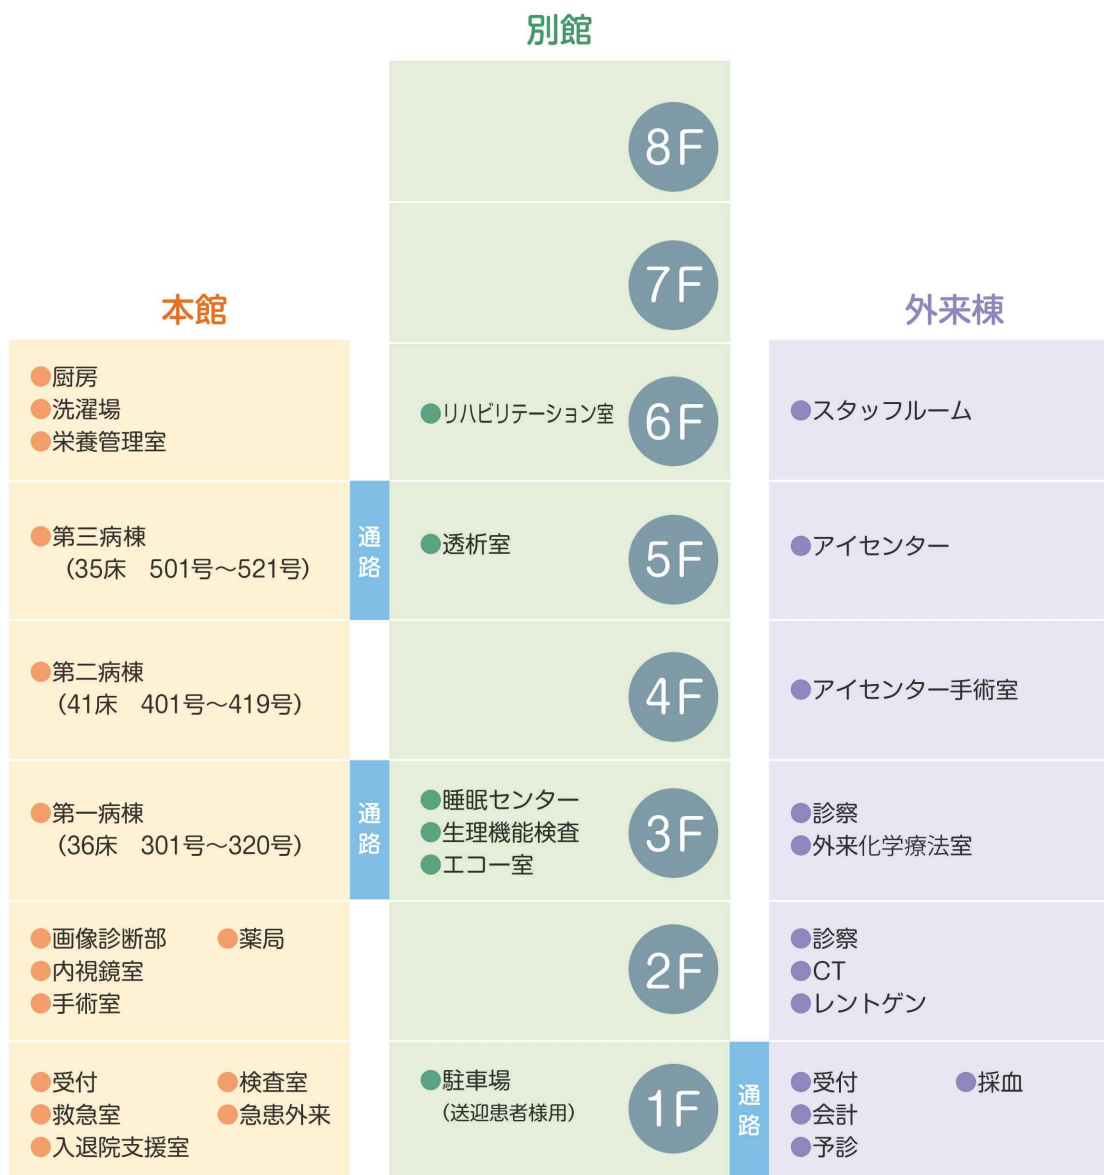 別館
8F
7F
本館
外来棟
●厨房
●洗濯場
●栄養管理室
●リハビリテーション室
6F
●スタッフルーム
●第三病棟
(35床 501号～521号)
通路
●透析室
5F
●アイセンター
●第二病棟
(41床 401号～419号)
4F
●アイセンター手術室
●第一病棟
(36床 301号～320号)
通路
●睡眠センター
●生理機能検査
●エコー室
3F
●診察
●外来化学療法室
●画像診断部 ●薬局
●内視鏡室
●手術室
2F
●診察
●CT
●レントゲン
●受付 ●検査室
●救急室 ●急患外来
●入退院支援室
●駐車場
(送迎患者様用)
1F
通路
●受付 ●採血
●会計
●予診